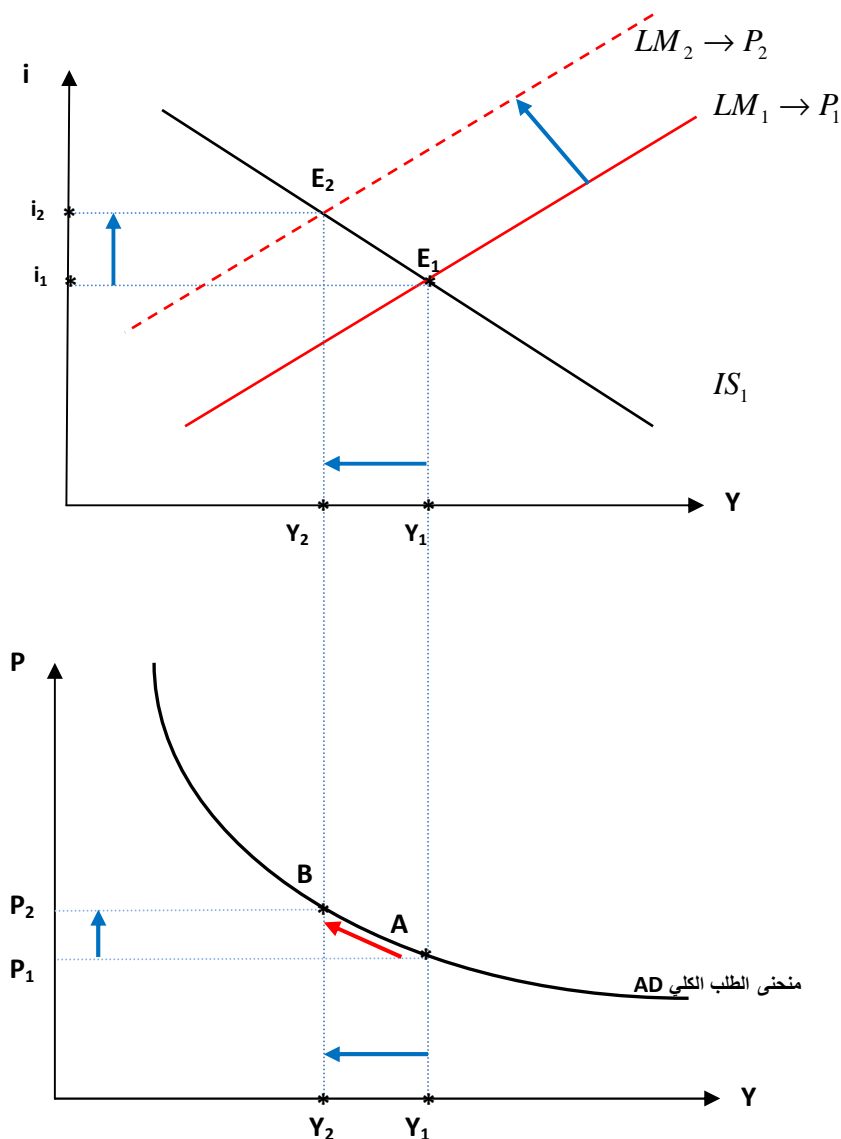 LM₂ → P₂
i
LM₁ → P₁
E₂
i₂
E₁
i₁
IS₁
Y
Y₂
Y₁
P
B
P₂
A
P₁
منحنى الطلب الكلي AD
Y
Y₂
Y₁